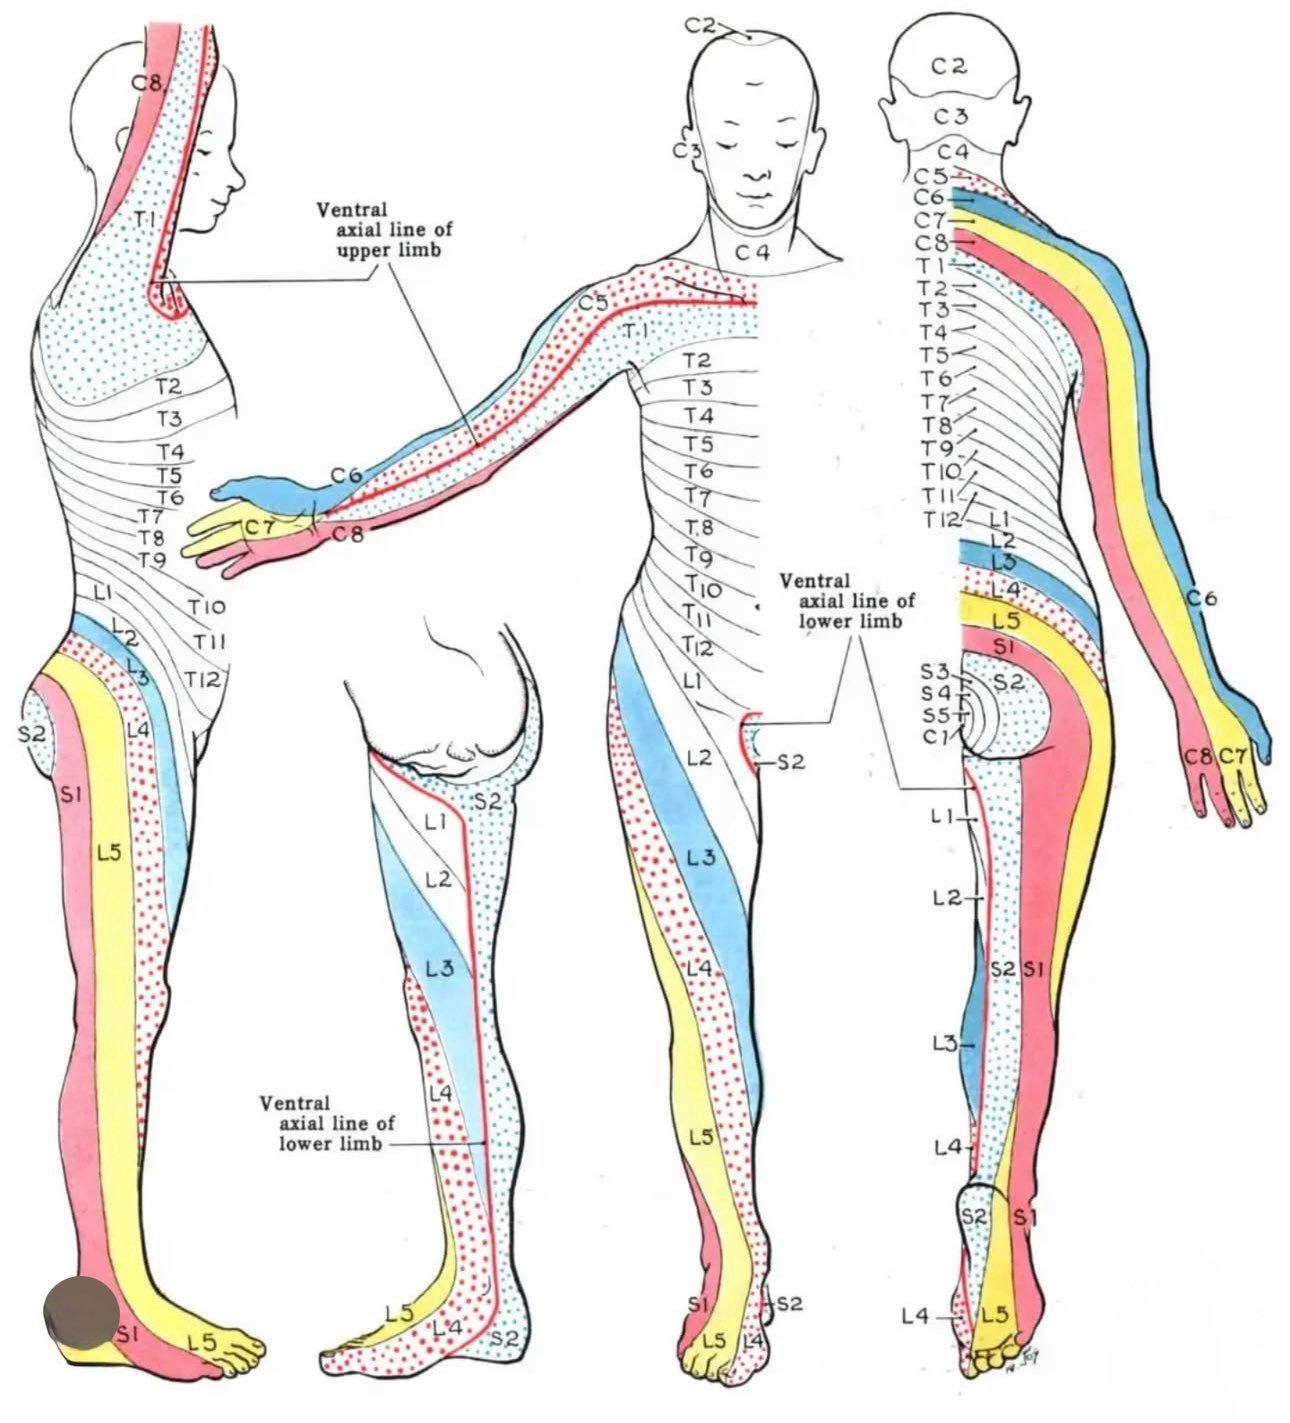 C8
T1
T2
T3
T4
T5
T6
T7
T8
T9
T10
T11
T12
L1
L
2
L
3
L4
S2
S1
L5
S1
L5
Ventral
axial line of
upper limb
C2
C3
C4
C5
T1
T2
T3
T4
T5
T6
T7
T8
T9
T10
T11
T12
L1
L2
S2
L3
L4
L5
S1
L5
L4
S2
C6
C7
C8
S2
L1
L2
L3
L4
L5
L4
S2
Ventral
axial line of
lower limb
Ventral
axial line of
lower limb
C2
C3
C4
C5
C6
C7
C8
T1
T2
T3
T4
T5
T6
T7
T8
T9
T10
T11
T12
L1
L2
L3
L4
L5
S1
S2
S3
S4
S5
C1
L1
L2
S2 S1
L3
L4
S2
S1
L4
L5
C6
C8 C7